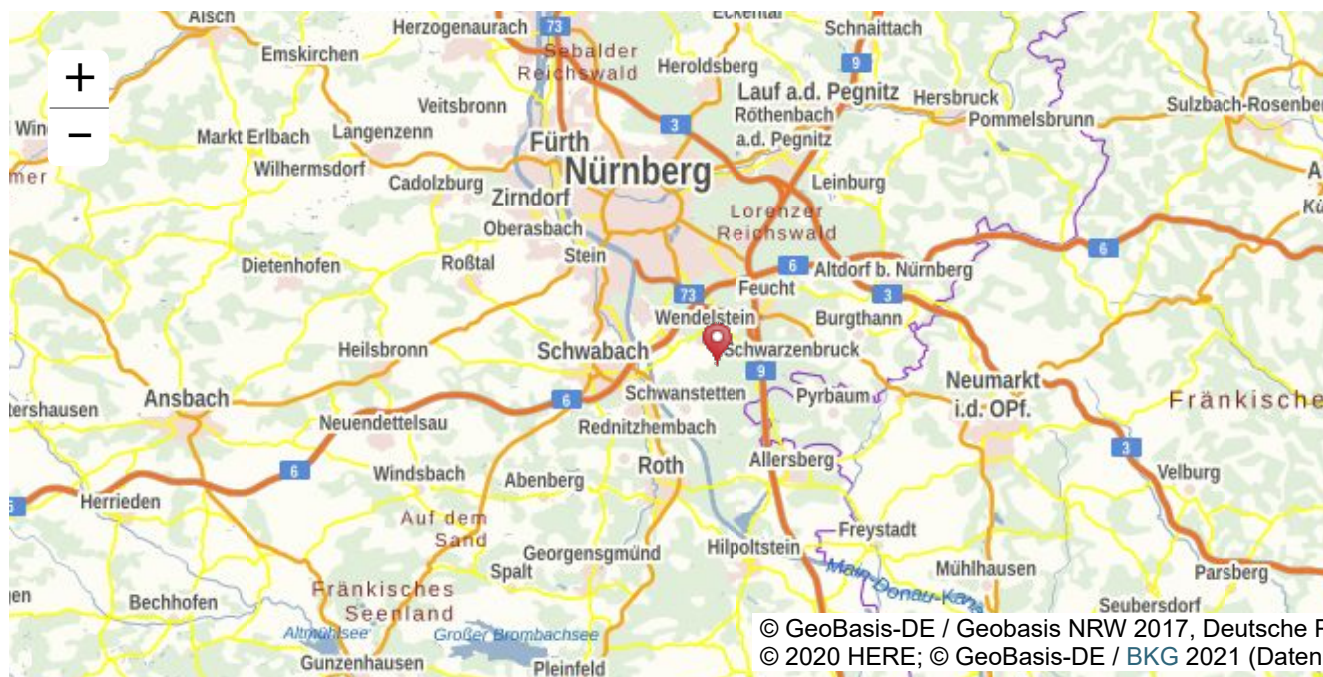 Aisch
Herzogenaurach
73
Eckental
Schnaittach
Emskirchen
Sebalder
Reichswald
Heroldsberg
9
+
−
Veitsbronn
Lauf a.d. Pegnitz
Hersbruck
Sulzbach-Rosenbe
Markt Erlbach
Langenzenn
Fürth
3
Röthenbach
a.d. Pegnitz
Pommelsbrunn
Wilhermsdorf
Cadolzburg
Nürnberg
Leinburg
mer
Zirndorf
Lorenzer
Reichswald
Oberasbach
Stein
6
Dietenhofen
Roßtal
6
Altdorf b. Nürnberg
73
Feucht
3
Wendelstein
Burgthann
Heilsbronn
Schwabach
Schwarzenbruck
9
Ansbach
6
Schwanstetten
Pyrbaum
Neumarkt
i.d. OPf.
Fränkische
tershausen
Neuendettelsau
Rednitzhembach
3
6
Windsbach
Abenberg
Roth
Allersberg
Velburg
6
Herrieden
Auf dem
Sand
Freystadt
Georgensgmünd
Hilpoltstein
Spalt
Main-Donau-Kana
Mühlhausen
Parsberg
Fränkisches
Seenland
Bechhofen
Seubersdorf
Altmühlsee
Großer Brombachsee
Gunzenhausen
Pleinfeld
© GeoBasis-DE / Geobasis NRW 2017, Deutsche P
© 2020 HERE; © GeoBasis-DE / BKG 2021 (Daten